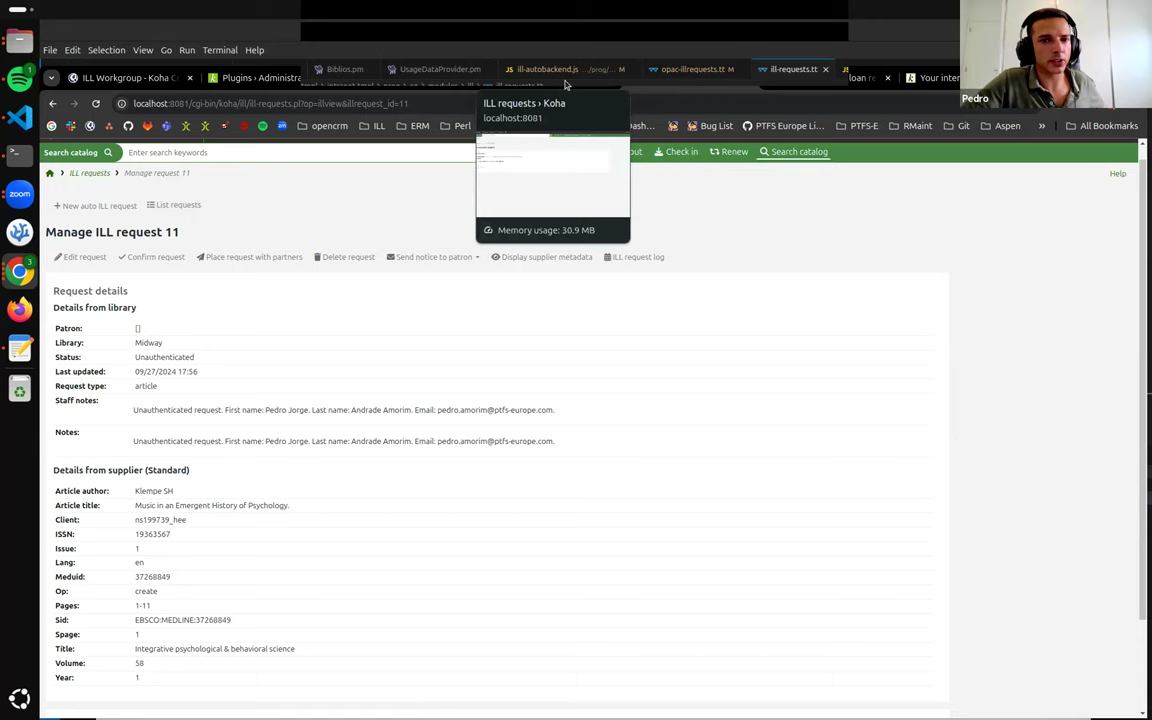 File Edit Selection View Go Run Terminal Help
Biblios.pm UsageDataProvider.pm JS ill-autobackend.js .../prog/... M opac-illrequests.tt M ill-requests.tt × JS
ILL Workgroup - Koha C × Plugins › Administra loan r × Your inter
localhost:8081/cgi-bin/koha/ill/ill-requests.pl?op=illview&illrequest_id=11
ILL requests › Koha
localhost:8081
Memory usage: 30.9 MB
opencrm ILL ERM Perl Dash... Bug List PTFS Europe Li... PTFS-E RMaint Git Aspen » All Bookmarks
Search catalog Enter search keywords out Check in Renew Search catalog
ILL requests Manage request 11 Help
+ New auto ILL request List requests
Manage ILL request 11
Edit request Confirm request Place request with partners Delete request Send notice to patron Display supplier metadata ILL request log
Request details
Details from library
Patron: []
Library: Midway
Status: Unauthenticated
Last updated: 09/27/2024 17:56
Request type: article
Staff notes:
Unauthenticated request. First name: Pedro Jorge. Last name: Andrade Amorim. Email: pedro.amorim@ptfs-europe.com.
Notes:
Unauthenticated request. First name: Pedro Jorge. Last name: Andrade Amorim. Email: pedro.amorim@ptfs-europe.com.
Details from supplier (Standard)
Article author: Klempe SH
Article title: Music in an Emergent History of Psychology.
Client: ns199739_hee
ISSN: 19363567
Issue: 1
Lang: en
Meduid: 37268849
Op: create
Pages: 1-11
Sid: EBSCO:MEDLINE:37268849
Spage: 1
Title: Integrative psychological & behavioral science
Volume: 58
Year: 1
Pedro
zoom
1
3